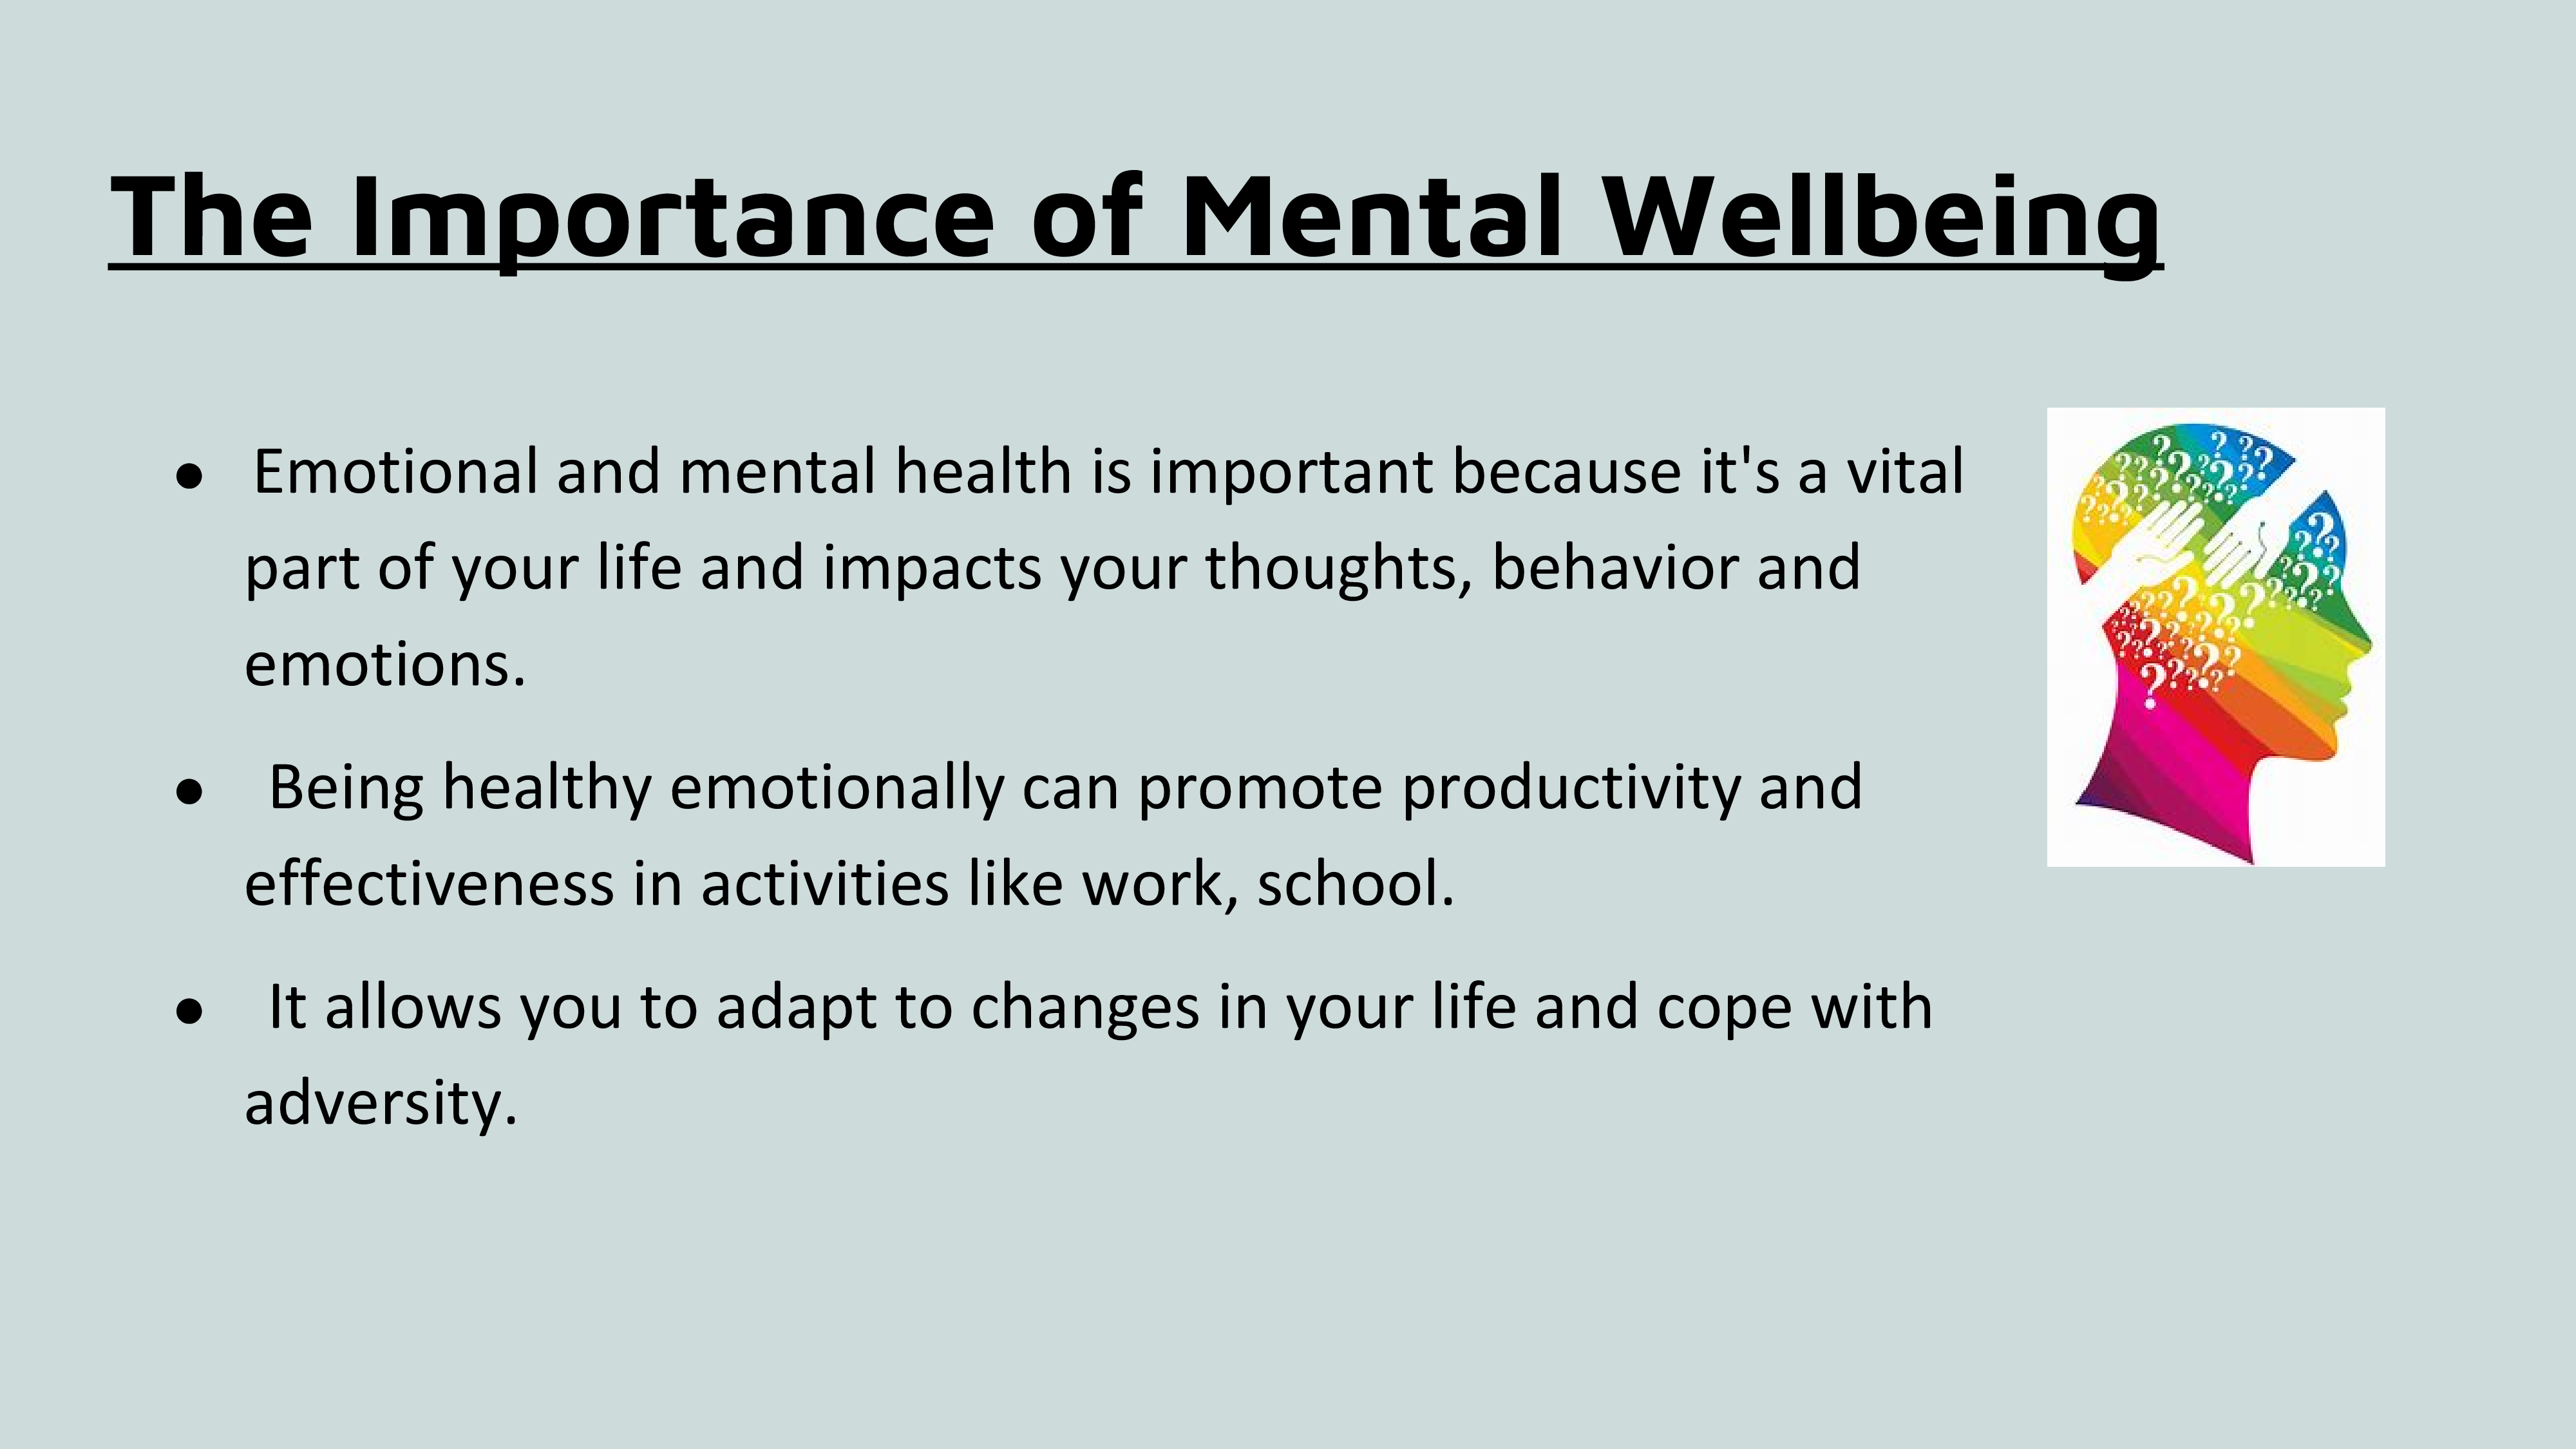 The Importance of Mental Wellbeing
● Emotional and mental health is important because it's a vital
part of your life and impacts your thoughts, behavior and
emotions.
● Being healthy emotionally can promote productivity and
effectiveness in activities like work, school.
● It allows you to adapt to changes in your life and cope with
adversity.